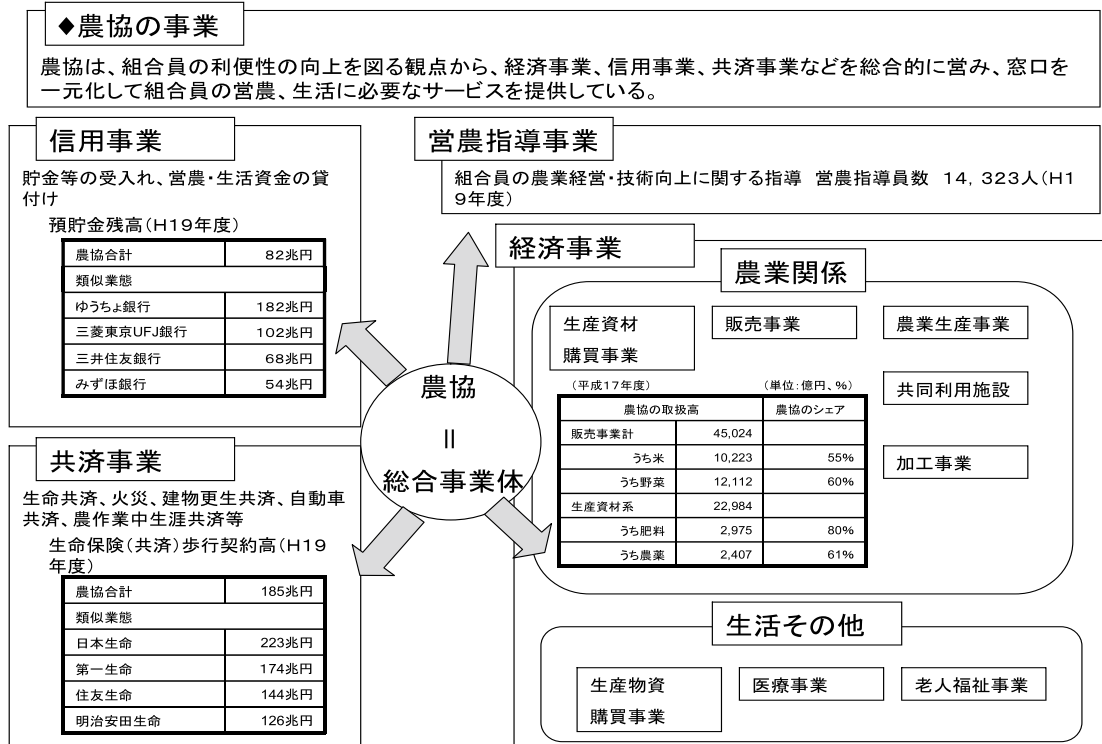 ◆農協の事業
農協は、組合員の利便性の向上を図る観点から、経済事業、信用事業、共済事業などを総合的に営み、窓口を
一元化して組合員の営農、生活に必要なサービスを提供している。
信用事業
貯金等の受入れ、営農・生活資金の貸
付け
預貯金残高(H19年度)
農協合計 82兆円
類似業態
ゆうちょ銀行 182兆円
三菱東京UFJ銀行 102兆円
三井住友銀行 68兆円
みずほ銀行 54兆円
共済事業
生命共済、火災、建物更生共済、自動車
共済、農作業中生涯共済等
生命保険(共済)歩行契約高(H19
年度)
農協合計 185兆円
類似業態
日本生命 223兆円
第一生命 174兆円
住友生命 144兆円
明治安田生命 126兆円
農協
=
総合事業体
営農指導事業
組合員の農業経営・技術向上に関する指導 営農指導員数 14,323人(H1
9年度)
経済事業
農業関係
生産資材
購買事業
販売事業
農業生産事業
共同利用施設
加工事業
(平成17年度) (単位:億円、%)
農協の取扱高 農協のシェア
販売事業計 45,024
うち米 10,223 55%
うち野菜 12,112 60%
生産資材系 22,984
うち肥料 2,975 80%
うち農薬 2,407 61%
生活その他
生産物資
購買事業
医療事業
老人福祉事業